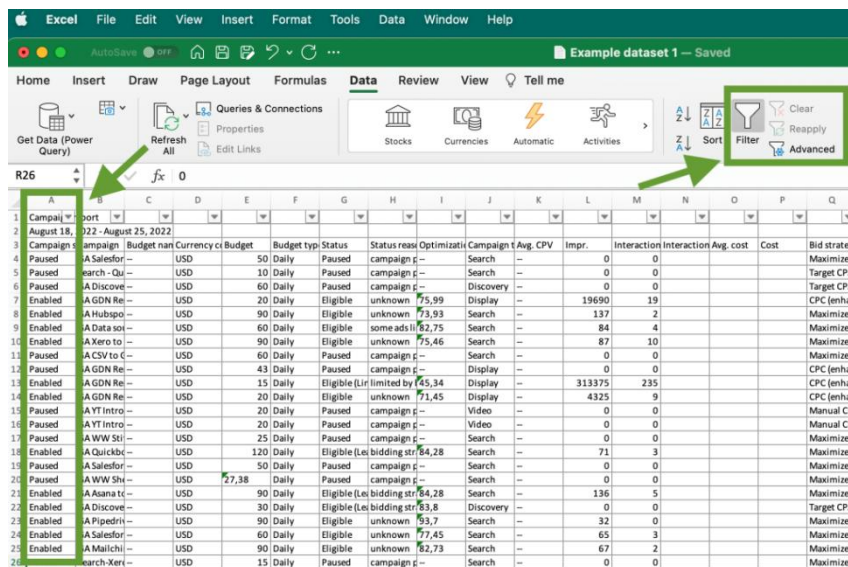 Excel File Edit View Insert Format Tools Data Window Help
AutoSave OFF ... Example dataset 1 — Saved
Home Insert Draw Page Layout Formulas Data Review View Tell me
Get Data (Power Query) Refresh All Queries & Connections Properties Edit Links Stocks Currencies Automatic Activities Sort Filter Clear Reapply Advanced
R26 fx 0
A B C D E F G H I J K L M N O P Q
1 Campai port
2 August 18, 2022 - August 25, 2022
3 Campaign s ampaign Budget nan Currency co Budget Budget typ Status Status reas Optimizati Campaign t Avg. CPV Impr. Interaction Interaction Avg. cost Cost Bid strate
4 Paused A Salesfor -- USD 50 Daily Paused campaign p -- Search -- 0 0 Maximize
5 Paused earch - Qu -- USD 10 Daily Paused campaign p -- Search -- 0 0 Target CP
6 Paused A Discove -- USD 60 Daily Paused campaign p -- Discovery -- 0 0 Target CP
7 Enabled A GDN Re -- USD 20 Daily Eligible unknown 75,99 Display -- 19690 19 CPC (enha
8 Enabled A Hubspo -- USD 90 Daily Eligible unknown 73,93 Search -- 137 2 Maximize
9 Enabled A Data sou -- USD 60 Daily Eligible some ads li 82,75 Search -- 84 4 Maximize
10 Enabled A Xero to -- USD 90 Daily Eligible unknown 75,46 Search -- 87 10 Maximize
11 Paused A CSV to G -- USD 60 Daily Paused campaign p -- Search -- 0 0 Maximize
12 Paused A GDN Re -- USD 43 Daily Paused campaign p -- Display -- 0 0 CPC (enha
13 Enabled A GDN Re -- USD 15 Daily Eligible (Lin limited by 45,34 Display -- 313375 235 CPC (enha
14 Enabled A GDN Re -- USD 20 Daily Eligible unknown 71,45 Display -- 4325 9 CPC (enha
15 Paused A YT Intro -- USD 20 Daily Paused campaign p -- Video -- 0 0 Manual C
16 Paused A YT Intro -- USD 20 Daily Paused campaign p -- Video -- 0 0 Manual C
17 Paused A WW Sti -- USD 25 Daily Paused campaign p -- Search -- 0 0 Maximize
18 Enabled A Quickbo -- USD 120 Daily Eligible (Lea bidding str 84,28 Search -- 71 3 Maximize
19 Paused A Salesfor -- USD 50 Daily Paused campaign p -- Search -- 0 0 Maximize
20 Paused A WW Sho -- USD 27,38 Daily Paused campaign p -- Search -- 0 0 Maximize
21 Enabled A Asana to -- USD 90 Daily Eligible (Lea bidding str 84,28 Search -- 136 5 Maximize
22 Enabled A Discove -- USD 30 Daily Eligible (Lea bidding str 83,8 Discovery -- 0 0 Target CP
23 Enabled A Pipedriv -- USD 90 Daily Eligible unknown 93,7 Search -- 32 0 Maximize
24 Enabled A Salesfor -- USD 60 Daily Eligible unknown 77,45 Search -- 65 3 Maximize
25 Enabled A Mailchi -- USD 90 Daily Eligible unknown 82,73 Search -- 67 2 Maximize
26 earch-Xero -- USD 15 Daily Paused campaign p -- Search -- 0 0 Maximize